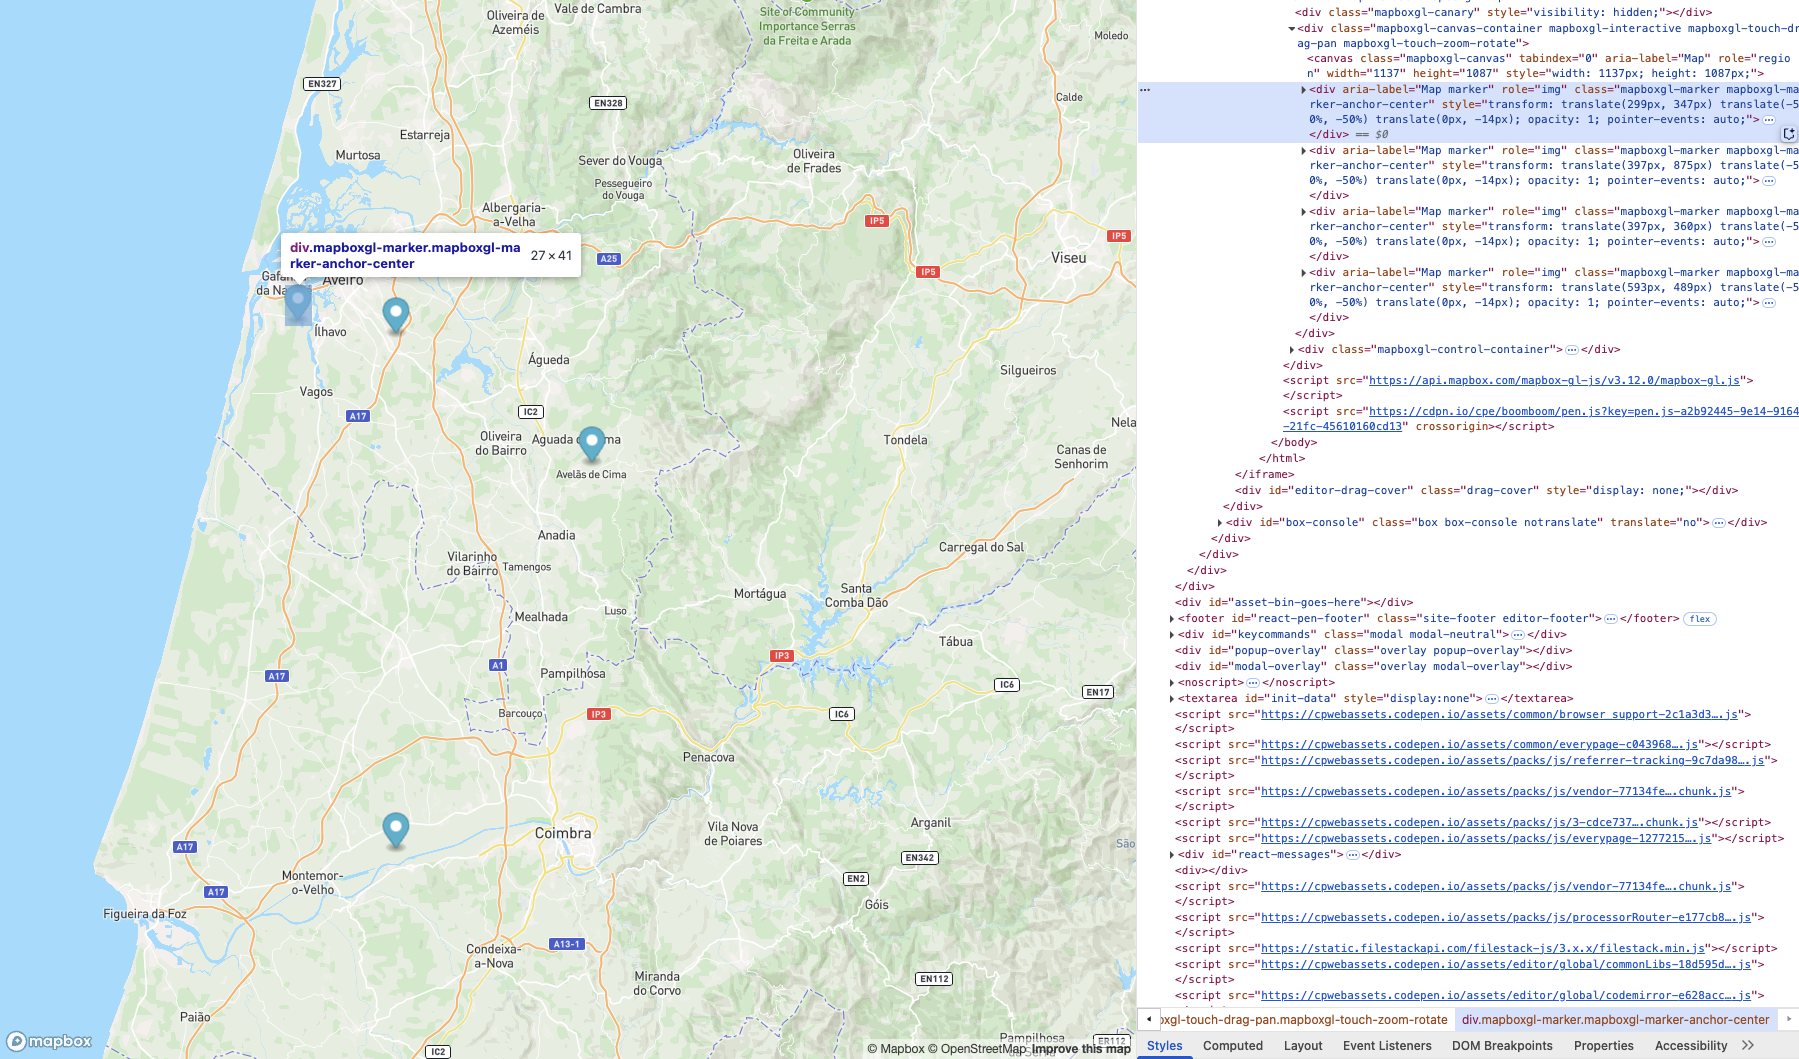 Oliveira de
Azeméis
Vale de Cambra
Site of Community
Importance Serras
da Freita e Arada
Moledo
EN327
EN328
Calde
Estarreja
Murtosa
Sever do Vouga
Oliveira
de Frades
Pessegueiro
do Vouga
Albergaria-
a-Velha
IP5
IP5
Viseu
div.mapboxgl-marker.mapboxgl-ma
rker-anchor-center
27 × 41
A25
IP5
Gafan
da Na
Aveiro
Ílhavo
Águeda
Silgueiros
Vagos
A17
IC2
Nela
Oliveira
do Bairro
Aguada
ma
Tondela
Canas de
Senhorim
Avelãs de Cima
Anadia
Vilarinho
do Bairro
Tamengos
Carregal do Sal
Mortágua
Santa
Comba Dão
Luso
Mealhada
Tábua
IP3
A1
A17
Pampilhosa
IC6
EN17
Barcouço
IP3
IC6
Penacova
Coimbra
Vila Nova
de Poiares
Arganil
São
A17
EN342
Montemor-
o-Velho
EN2
A17
Góis
Figueira da Foz
A13-1
Condeixa-
a-Nova
Miranda
do Corvo
EN112
Paião
Pampilhosa
ER112
IC2
mapbox
© Mapbox © OpenStreetMap Improve this map
<div class="mapboxgl-canary" style="visibility: hidden;"></div>
<div class="mapboxgl-canvas-container mapboxgl-interactive mapboxgl-touch-dr
ag-pan mapboxgl-touch-zoom-rotate">
<canvas class="mapboxgl-canvas" tabindex="0" aria-label="Map" role="regio
n" width="1137" height="1087" style="width: 1137px; height: 1087px;">
<div aria-label="Map marker" role="img" class="mapboxgl-marker mapboxgl-ma
rker-anchor-center" style="transform: translate(299px, 347px) translate(-5
0%, -50%) translate(0px, -14px); opacity: 1; pointer-events: auto;"> …
</div> == $0
<div aria-label="Map marker" role="img" class="mapboxgl-marker mapboxgl-ma
rker-anchor-center" style="transform: translate(397px, 875px) translate(-5
0%, -50%) translate(0px, -14px); opacity: 1; pointer-events: auto;"> …
</div>
<div aria-label="Map marker" role="img" class="mapboxgl-marker mapboxgl-ma
rker-anchor-center" style="transform: translate(397px, 360px) translate(-5
0%, -50%) translate(0px, -14px); opacity: 1; pointer-events: auto;"> …
</div>
<div aria-label="Map marker" role="img" class="mapboxgl-marker mapboxgl-ma
rker-anchor-center" style="transform: translate(593px, 489px) translate(-5
0%, -50%) translate(0px, -14px); opacity: 1; pointer-events: auto;"> …
</div>
</div>
<div class="mapboxgl-control-container"> … </div>
</div>
<script src="https://api.mapbox.com/mapbox-gl-js/v3.12.0/mapbox-gl.js">
</script>
<script src="https://cdpn.io/cpe/boomboom/pen.js?key=pen.js-a2b92445-9e14-9164
-21fc-45610160cd13" crossorigin></script>
</body>
</html>
</iframe>
<div id="editor-drag-cover" class="drag-cover" style="display: none;"></div>
</div>
<div id="box-console" class="box box-console notranslate" translate="no"> … </div>
</div>
</div>
</div>
</div>
<div id="asset-bin-goes-here"></div>
<footer id="react-pen-footer" class="site-footer editor-footer"> … </footer> flex
<div id="keycommands" class="modal modal-neutral"> … </div>
<div id="popup-overlay" class="overlay popup-overlay"></div>
<div id="modal-overlay" class="overlay modal-overlay"></div>
<noscript> … </noscript>
<textarea id="init-data" style="display:none"> … </textarea>
<script src="https://cpwebassets.codepen.io/assets/common/browser_support-2c1a3d3….js">
</script>
<script src="https://cpwebassets.codepen.io/assets/common/everypage-c043968….js"></script>
<script src="https://cpwebassets.codepen.io/assets/packs/js/referrer-tracking-9c7da98….js">
</script>
<script src="https://cpwebassets.codepen.io/assets/packs/js/vendor-77134fe….chunk.js">
</script>
<script src="https://cpwebassets.codepen.io/assets/packs/js/3-cdce737….chunk.js"></script>
<script src="https://cpwebassets.codepen.io/assets/packs/js/everypage-1277215….js"></script>
<div id="react-messages"> … </div>
<div></div>
<script src="https://cpwebassets.codepen.io/assets/packs/js/vendor-77134fe….chunk.js">
</script>
<script src="https://cpwebassets.codepen.io/assets/packs/js/processorRouter-e177cb8….js">
</script>
<script src="https://static.filestackapi.com/filestack-js/3.x.x/filestack.min.js"></script>
<script src="https://cpwebassets.codepen.io/assets/editor/global/commonLibs-18d595d….js">
</script>
<script src="https://cpwebassets.codepen.io/assets/editor/global/codemirror-e628acc….js">
oxgl-touch-drag-pan.mapboxgl-touch-zoom-rotate div.mapboxgl-marker.mapboxgl-marker-anchor-center
Styles Computed Layout Event Listeners DOM Breakpoints Properties Accessibility